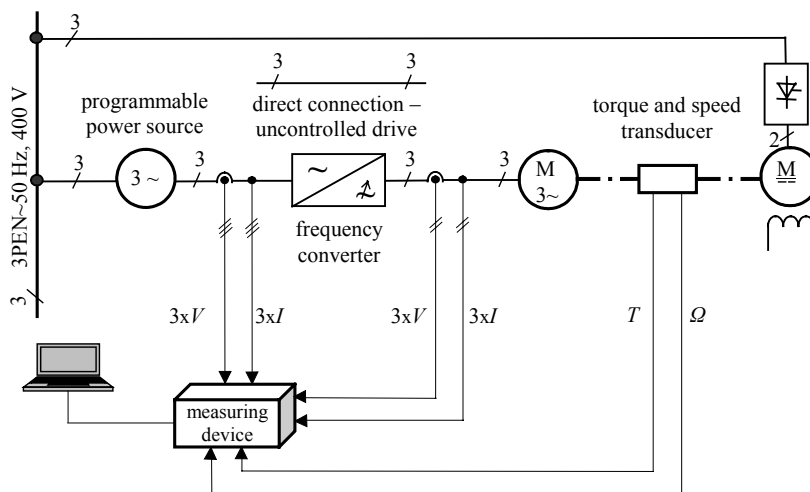 3
3
3
programmable
power source
direct connection –
uncontrolled drive
torque and speed
transducer
2
3PEN~50 Hz, 400 V
3
3 ~
3
~
3
3
M
3~
M
frequency
converter
3
3xV
3xI
3xV
3xI
T
Ω
measuring
device